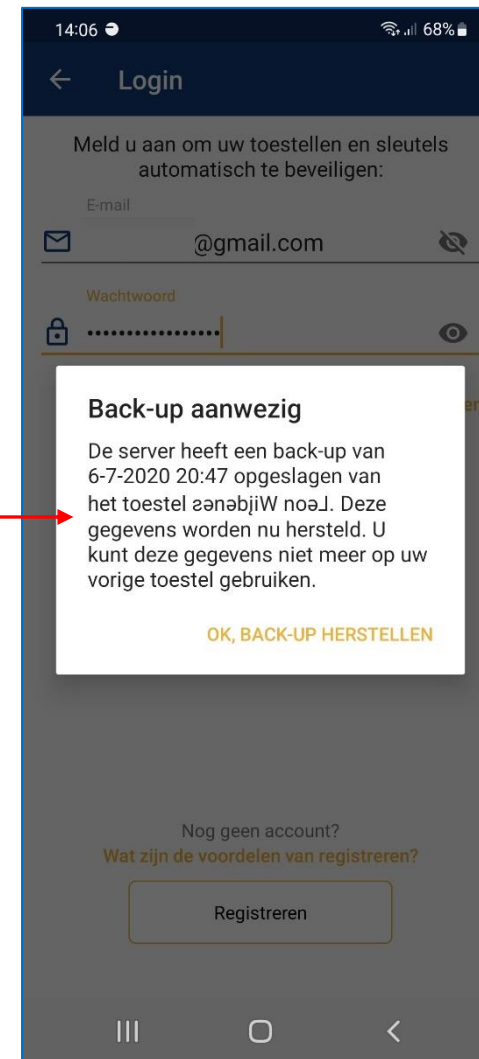 14:06 68%
Login
Meld u aan om uw toestellen en sleutels
automatisch te beveiligen:
E-mail
@gmail.com
Wachtwoord
•••••••••••••••••
er
Back-up aanwezig
De server heeft een back-up van
6-7-2020 20:47 opgeslagen van
het toestel ꙅɘnɘbįiW noɘ⅃. Deze
gegevens worden nu hersteld. U
kunt deze gegevens niet meer op uw
vorige toestel gebruiken.
OK, BACK-UP HERSTELLEN
Nog geen account?
Wat zijn de voordelen van registreren?
Registreren